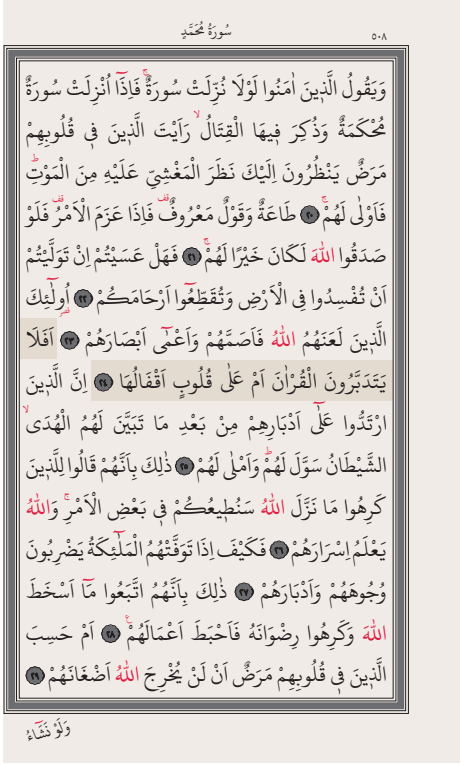 سُورَةُ مُحَمَّدٍ
٥٠٨
وَيَقُولُ الَّذٖينَ اٰمَنُوا لَوْلَا نُزِّلَتْ سُورَةٌۚ فَاِذَٓا اُنْزِلَتْ سُورَةٌ
مُحْكَمَةٌ وَذُكِرَ فٖيهَا الْقِتَالُۙ رَاَيْتَ الَّذٖينَ فٖى قُلُوبِهِمْ
مَرَضٌ يَنْظُرُونَ اِلَيْكَ نَظَرَ الْمَغْشِىِّ عَلَيْهِ مِنَ الْمَوْتِؕ
فَاَوْلٰى لَهُمْۚ ٢٠ طَاعَةٌ وَقَوْلٌ مَعْرُوفٌࣞ فَاِذَا عَزَمَ الْاَمْرُࣞ فَلَوْ
صَدَقُوا اللّٰهَ لَكَانَ خَيْرًا لَهُمْۚ ٢١ فَهَلْ عَسَيْتُمْ اِنْ تَوَلَّيْتُمْ
اَنْ تُفْسِدُوا فِى الْاَرْضِ وَتُقَطِّعُٓوا اَرْحَامَكُمْ ٢٢ اُو۬لٰٓئِكَ
الَّذٖينَ لَعَنَهُمُ اللّٰهُ فَاَصَمَّهُمْ وَاَعْمٰٓى اَبْصَارَهُمْ ٢٣ اَفَلَا
يَتَدَبَّرُونَ الْقُرْاٰنَ اَمْ عَلٰى قُلُوبٍ اَقْفَالُهَا ٢٤ اِنَّ الَّذٖينَ
ارْتَدُّوا عَلٰٓى اَدْبَارِهِمْ مِنْ بَعْدِ مَا تَبَيَّنَ لَهُمُ الْهُدَىۙ
الشَّيْطَانُ سَوَّلَ لَهُمْؕ وَاَمْلٰى لَهُمْ ٢٥ ذٰلِكَ بِاَنَّهُمْ قَالُوا لِلَّذٖينَ
كَرِهُوا مَا نَزَّلَ اللّٰهُ سَنُطٖيعُكُمْ فٖى بَعْضِ الْاَمْرِۚ وَاللّٰهُ
يَعْلَمُ اِسْرَارَهُمْ ٢٦ فَكَيْفَ اِذَا تَوَفَّتْهُمُ الْمَلٰٓئِكَةُ يَضْرِبُونَ
وُجُوهَهُمْ وَاَدْبَارَهُمْ ٢٧ ذٰلِكَ بِاَنَّهُمُ اتَّبَعُوا مَٓا اَسْخَطَ
اللّٰهَ وَكَرِهُوا رِضْوَانَهُ فَاَحْبَطَ اَعْمَالَهُمْۚ ٢٨ اَمْ حَسِبَ
الَّذٖينَ فٖى قُلُوبِهِمْ مَرَضٌ اَنْ لَنْ يُخْرِجَ اللّٰهُ اَضْغَانَهُمْ ٢٩
وَلَوْ نَشَٓاءُ